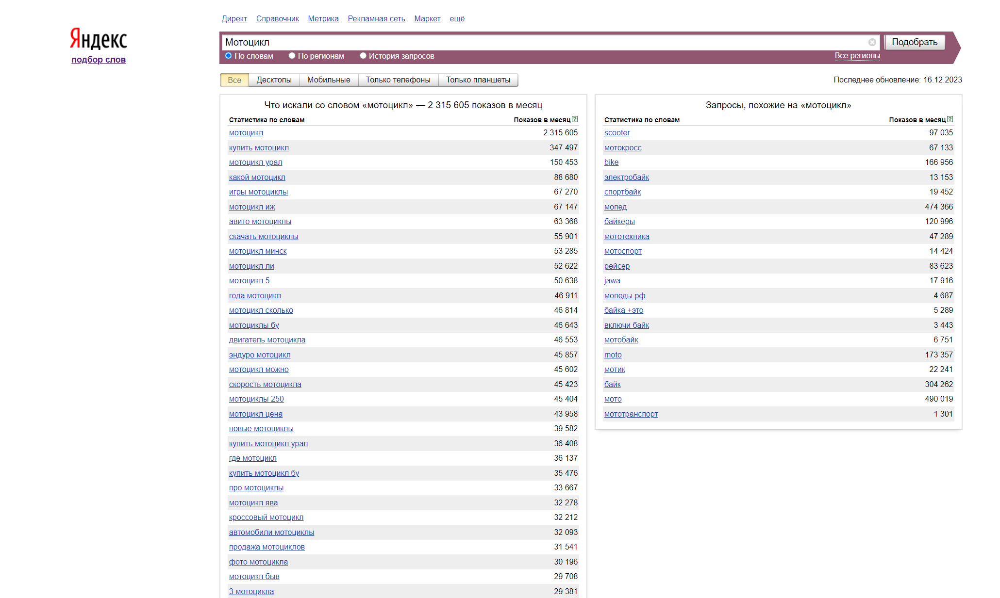 Директ Справочник Метрика Рекламная сеть Маркет ещё
Яндекс
подбор слов
Мотоцикл Подобрать
По словам По регионам История запросов Все регионы
Все Десктопы Мобильные Только телефоны Только планшеты Последнее обновление: 16.12.2023
Что искали со словом «мотоцикл» — 2 315 605 показов в месяц
Статистика по словам Показов в месяц ?
мотоцикл 2 315 605
купить мотоцикл 347 497
мотоцикл урал 150 453
какой мотоцикл 88 680
игры мотоциклы 67 270
мотоцикл иж 67 147
авито мотоциклы 63 368
скачать мотоциклы 55 901
мотоцикл минск 53 285
мотоцикл ли 52 622
мотоцикл 5 50 638
года мотоцикл 46 911
мотоцикл сколько 46 814
мотоциклы бу 46 643
двигатель мотоцикла 46 553
эндуро мотоцикл 45 857
мотоцикл можно 45 602
скорость мотоцикла 45 423
мотоциклы 250 45 404
мотоцикл цена 43 958
новые мотоциклы 39 582
купить мотоцикл урал 36 408
где мотоцикл 36 137
купить мотоцикл бу 35 476
про мотоциклы 33 667
мотоцикл ява 32 278
кроссовый мотоцикл 32 212
автомобили мотоциклы 32 093
продажа мотоциклов 31 541
фото мотоцикла 30 196
мотоцикл быв 29 708
3 мотоцикла 29 381
Запросы, похожие на «мотоцикл»
Статистика по словам Показов в месяц ?
scooter 97 035
мотокросс 67 133
bike 166 956
электробайк 13 153
спортбайк 19 452
мопед 474 366
байкеры 120 996
мототехника 47 289
мотоспорт 14 424
рейсер 83 623
jawa 17 916
мопеды рф 4 687
байка +это 5 289
включи байк 3 443
мотобайк 6 751
moto 173 357
мотик 22 241
байк 304 262
мото 490 019
мототранспорт 1 301